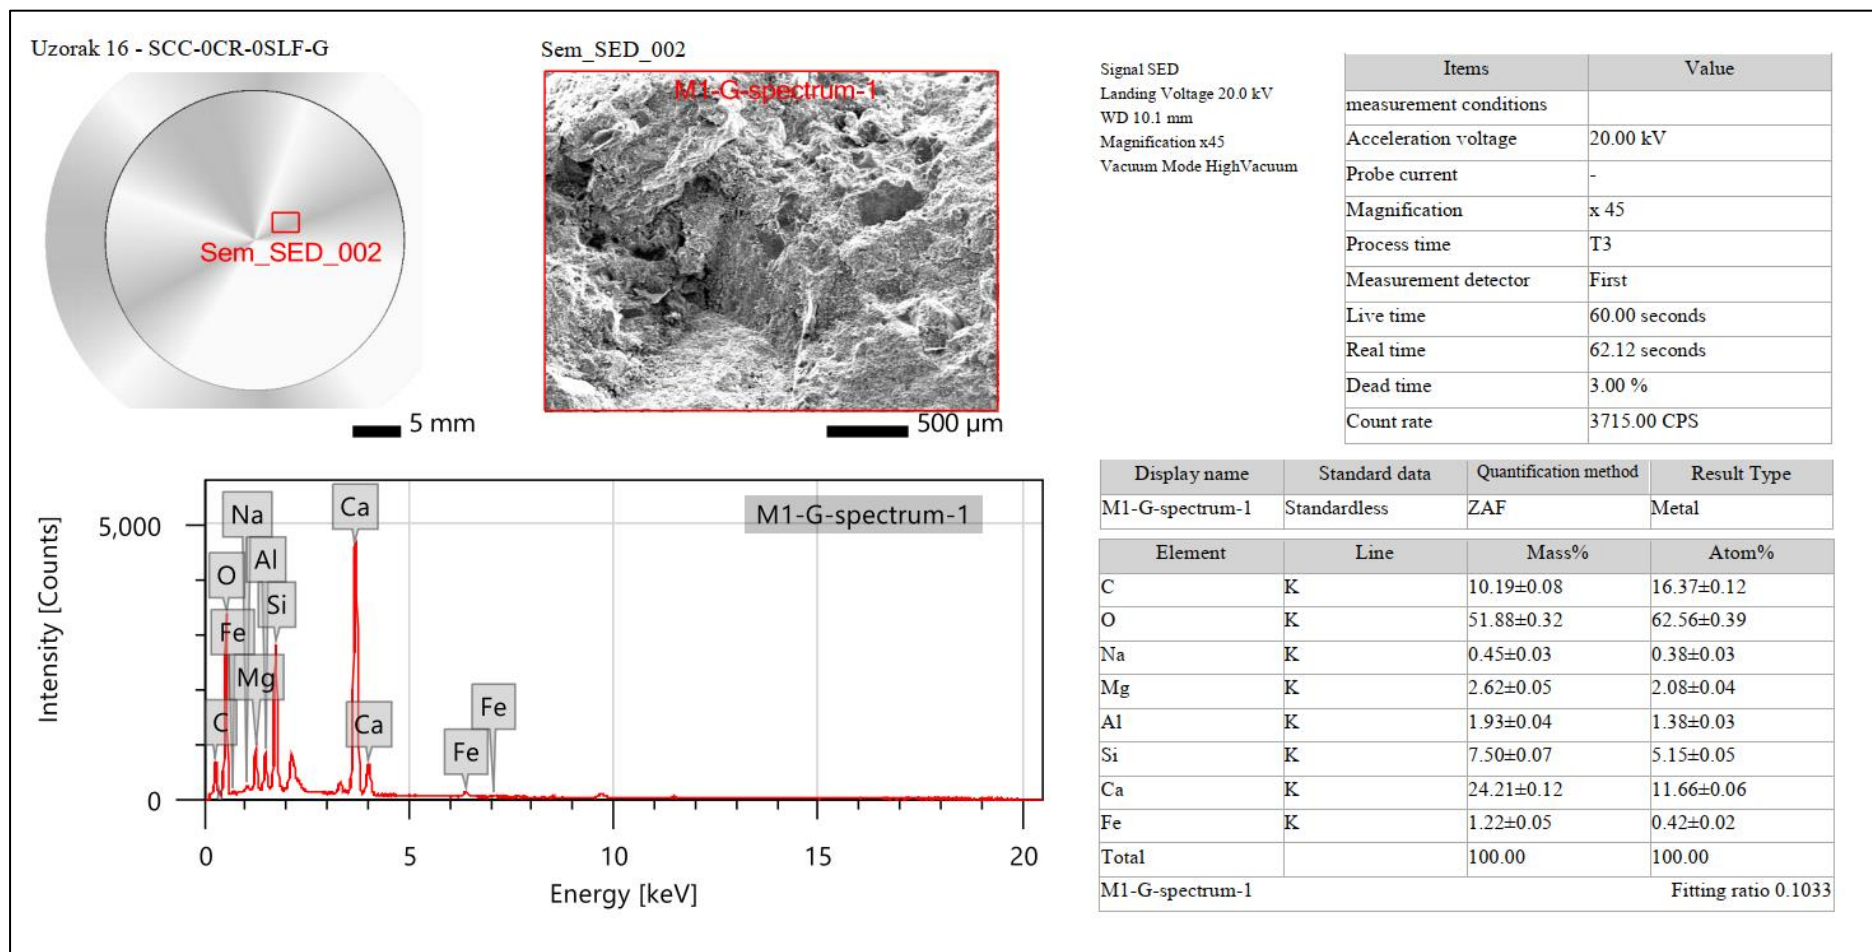 Uzorak 16 - SCC-0CR-0SLF-G
Sem_SED_002
5 mm
Sem_SED_002
M1-G-spectrum-1
500 µm
Signal SED
Landing Voltage 20.0 kV
WD 10.1 mm
Magnification x45
Vacuum Mode HighVacuum
Items Value
measurement conditions
Acceleration voltage 20.00 kV
Probe current -
Magnification x 45
Process time T3
Measurement detector First
Live time 60.00 seconds
Real time 62.12 seconds
Dead time 3.00 %
Count rate 3715.00 CPS
Intensity [Counts]
5,000
0
C
O
Fe
Na
Mg
Al
Si
Ca
Ca
Fe
Fe
M1-G-spectrum-1
0 5 10 15 20
Energy [keV]
Display name Standard data Quantification method Result Type
M1-G-spectrum-1 Standardless ZAF Metal
Element Line Mass% Atom%
C K 10.19±0.08 16.37±0.12
O K 51.88±0.32 62.56±0.39
Na K 0.45±0.03 0.38±0.03
Mg K 2.62±0.05 2.08±0.04
Al K 1.93±0.04 1.38±0.03
Si K 7.50±0.07 5.15±0.05
Ca K 24.21±0.12 11.66±0.06
Fe K 1.22±0.05 0.42±0.02
Total 100.00 100.00
M1-G-spectrum-1 Fitting ratio 0.1033